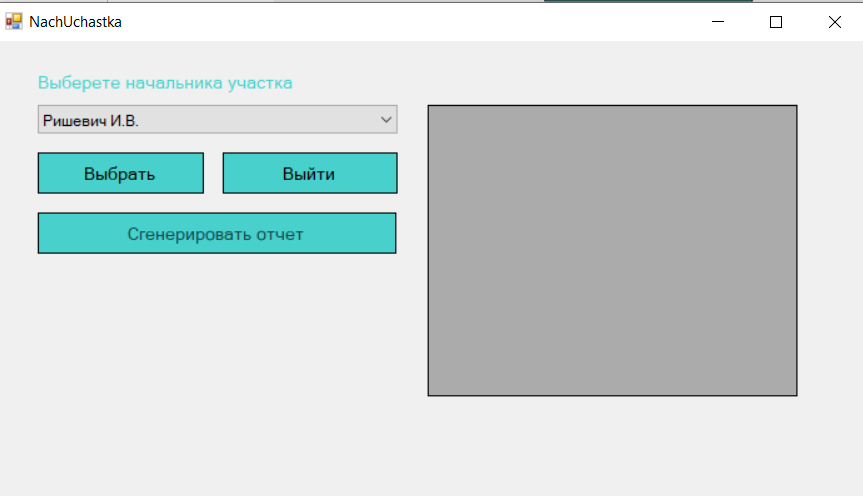 NachUchastka
Выберете начальника участка
Ришевич И.В.
Выбрать
Выйти
Сгенерировать отчет